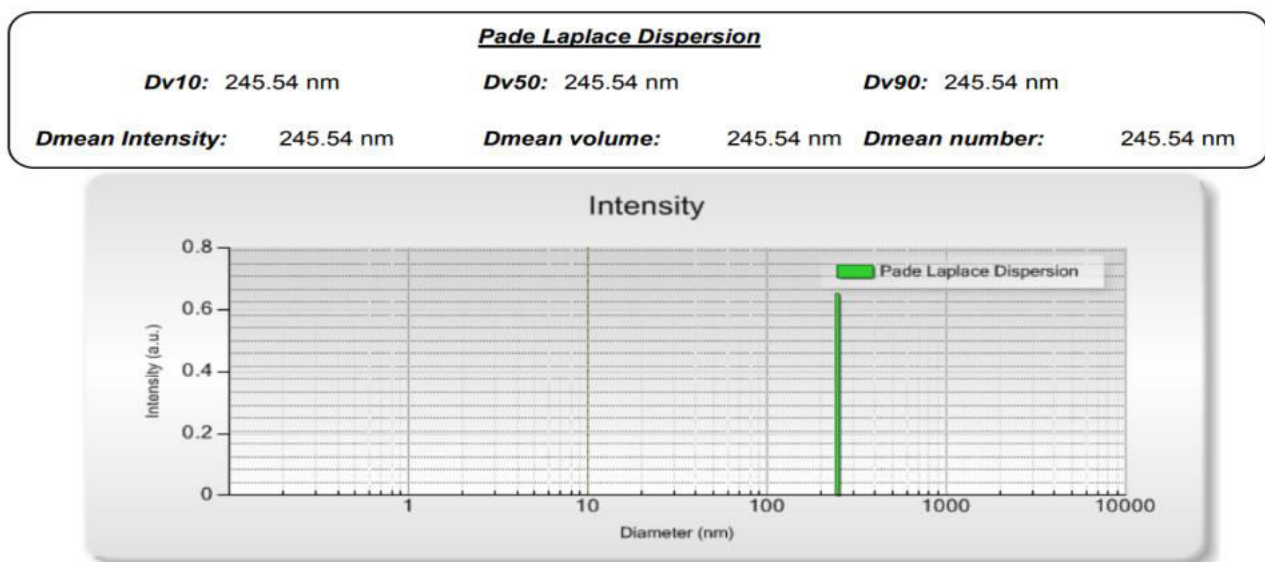 Pade Laplace Dispersion
Dv10: 245.54 nm Dv50: 245.54 nm Dv90: 245.54 nm
Dmean Intensity: 245.54 nm Dmean volume: 245.54 nm Dmean number: 245.54 nm
Intensity
Pade Laplace Dispersion
Intensity (a.u.)
0.8
0.6
0.4
0.2
0
1 10 100 1000 10000
Diameter (nm)